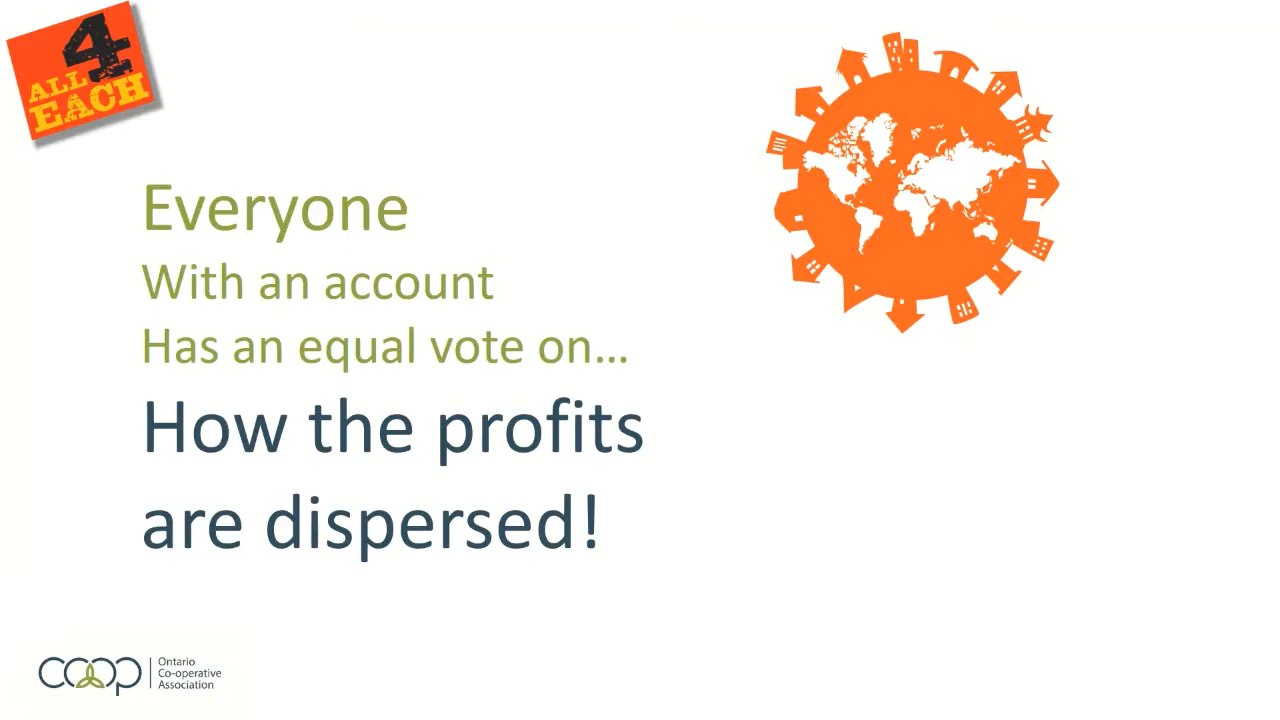 ALL 4
EACH
Everyone
With an account
Has an equal vote on…
How the profits
are dispersed!
COOP
Ontario
Co-operative
Association